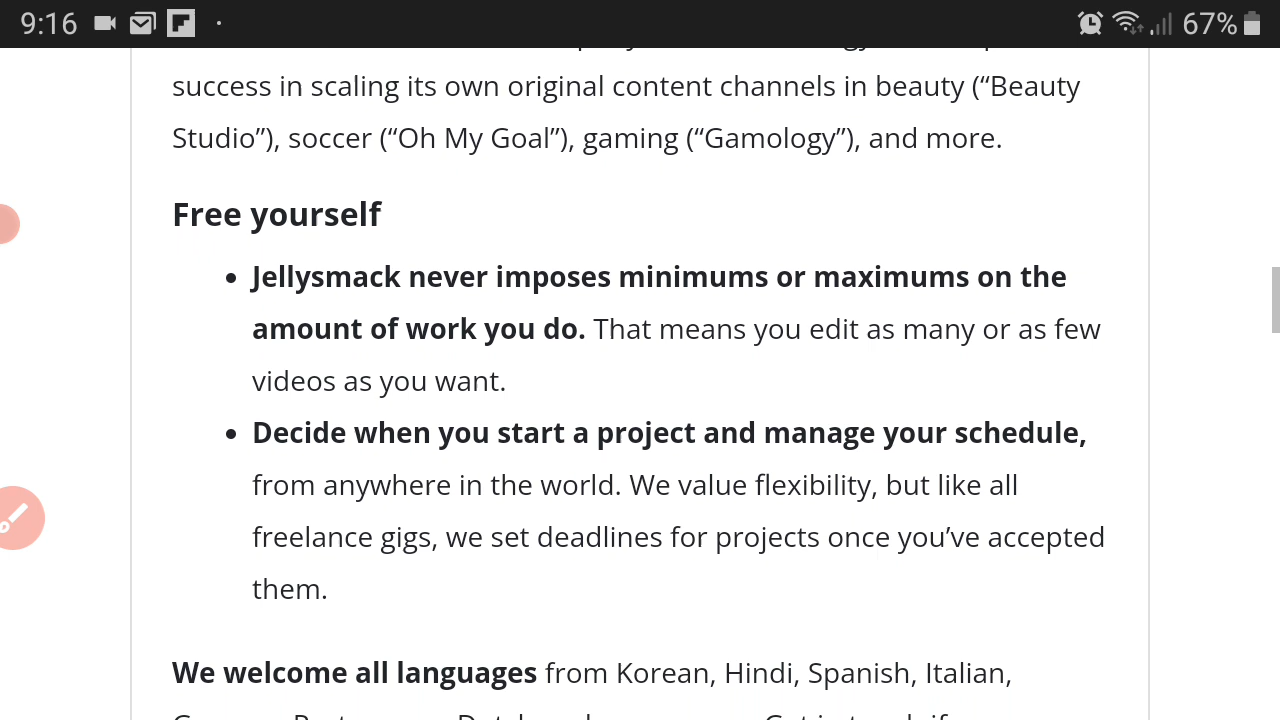 9:16
67%
success in scaling its own original content channels in beauty (“Beauty
Studio”), soccer (“Oh My Goal”), gaming (“Gamology”), and more.
Free yourself
• Jellysmack never imposes minimums or maximums on the
amount of work you do. That means you edit as many or as few
videos as you want.
• Decide when you start a project and manage your schedule,
from anywhere in the world. We value flexibility, but like all
freelance gigs, we set deadlines for projects once you’ve accepted
them.
We welcome all languages from Korean, Hindi, Spanish, Italian,